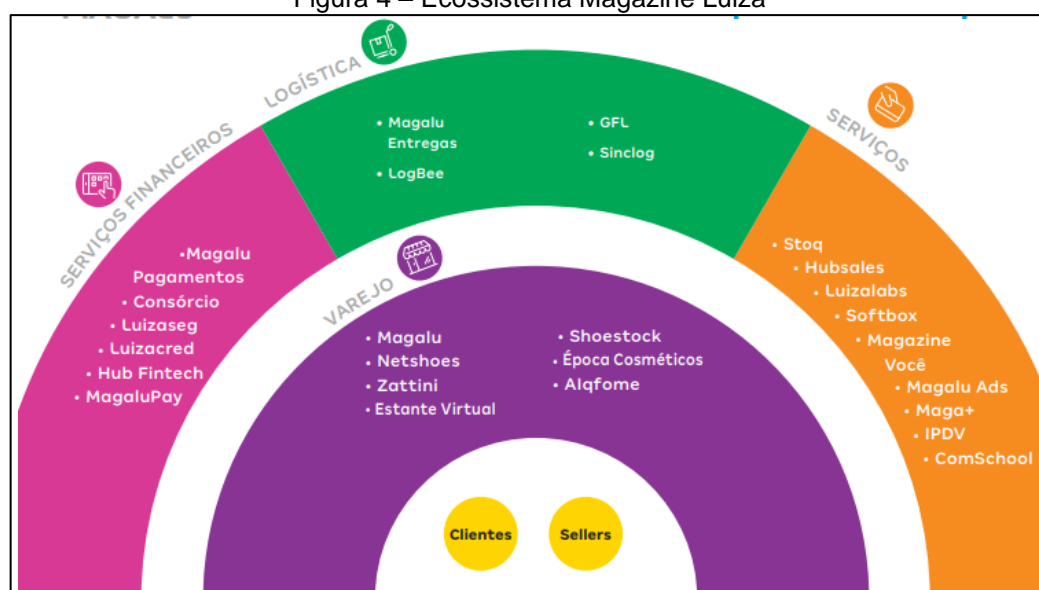 Figura 4 – Ecossistema Magazine Luiza
LOGÍSTICA
• Magalu
Entregas
• LogBee
• GFL
• Sinclog
SERVIÇOS FINANCEIROS
•Magalu
Pagamentos
• Consórcio
• Luizaseg
• Luizacred
• Hub Fintech
• MagaluPay
SERVIÇOS
• Stoq
• Hubsales
• Luizalabs
• Softbox
• Magazine
Você
• Magalu Ads
• Maga+
• IPDV
• ComSchool
VAREJO
• Magalu
• Netshoes
• Zattini
• Estante Virtual
• Shoestock
• Época Cosméticos
• Aiqfome
Clientes
Sellers